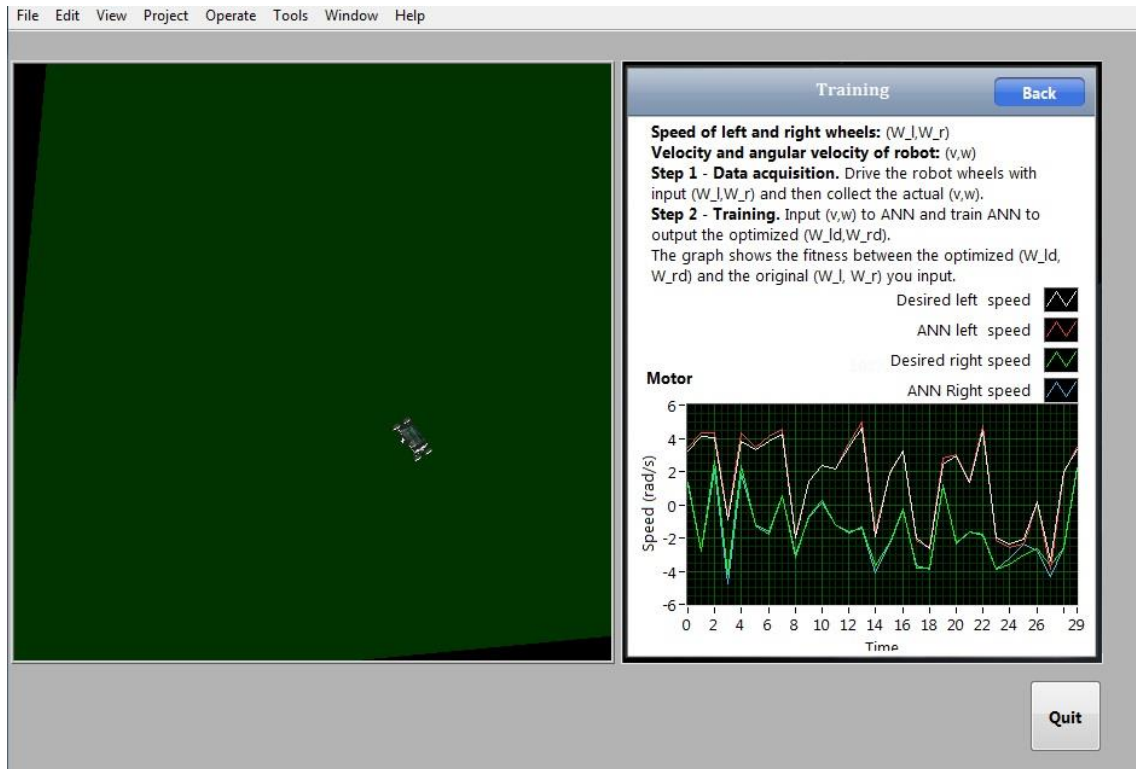 File Edit View Project Operate Tools Window Help
Training
Back
Speed of left and right wheels: (W_l,W_r)
Velocity and angular velocity of robot: (v,w)
Step 1 - Data acquisition. Drive the robot wheels with
input (W_l,W_r) and then collect the actual (v,w).
Step 2 - Training. Input (v,w) to ANN and train ANN to
output the optimized (W_ld,W_rd).
The graph shows the fitness between the optimized (W_ld,
W_rd) and the original (W_l, W_r) you input.
Desired left speed
ANN left speed
Desired right speed
ANN Right speed
Motor
Speed (rad/s)
6
4
2
0
-2
-4
-6
0 2 4 6 8 10 12 14 16 18 20 22 24 26 29
Time
Quit